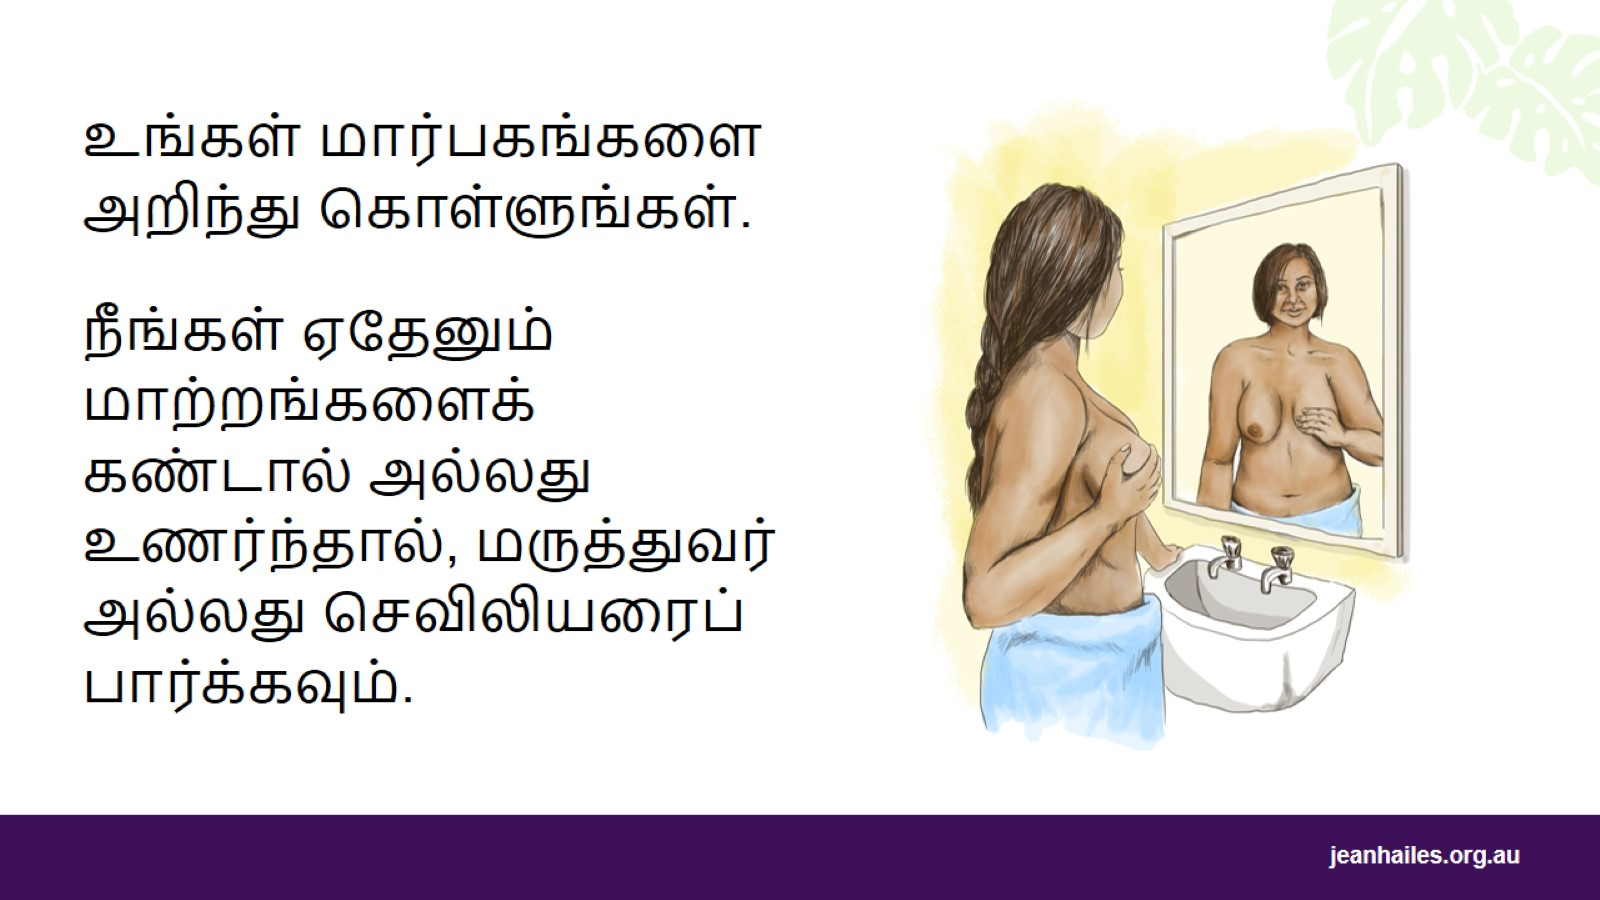 உங்கள் மார்பகங்களை
அறிந்து கொள்ளுங்கள்.
நீங்கள் ஏதேனும்
மாற்றங்களைக்
கண்டால் அல்லது
உணர்ந்தால், மருத்துவர்
அல்லது செவிலியரைப்
பார்க்கவும்.
jeanhailes.org.au